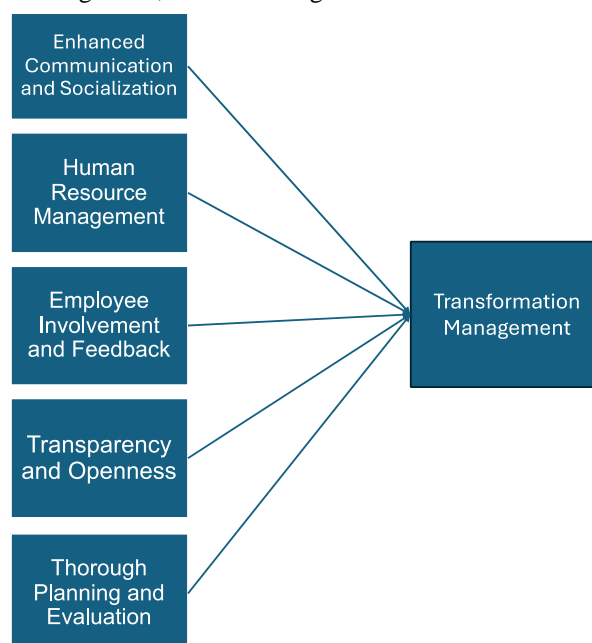 Enhanced
Communication
and Socialization
Human
Resource
Management
Employee
Involvement
and Feedback
Transparency
and Openness
Thorough
Planning and
Evaluation
Transformation
Management